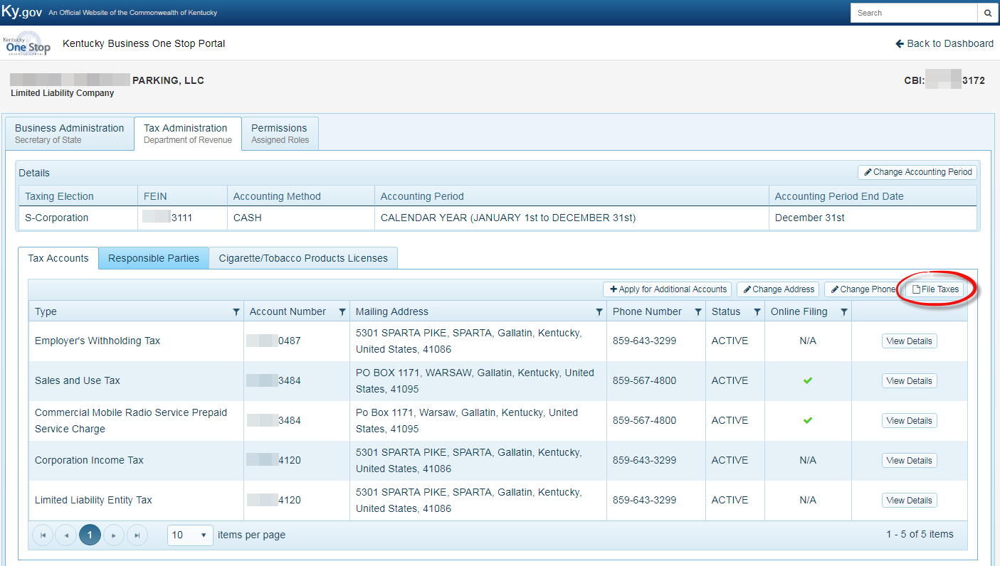 Ky.gov An Official Website of the Commonwealth of Kentucky
Search
Kentucky
One Stop
BUSINESS PORTAL
Kentucky Business One Stop Portal
Back to Dashboard
PARKING, LLC
CBI: 3172
Limited Liability Company
Business Administration
Secretary of State
Tax Administration
Department of Revenue
Permissions
Assigned Roles
Details
Change Accounting Period
Taxing Election FEIN Accounting Method Accounting Period Accounting Period End Date
S-Corporation 3111 CASH CALENDAR YEAR (JANUARY 1st to DECEMBER 31st) December 31st
Tax Accounts Responsible Parties Cigarette/Tobacco Products Licenses
Apply for Additional Accounts Change Address Change Phone File Taxes
Type Account Number Mailing Address Phone Number Status Online Filing
Employer's Withholding Tax 0487 5301 SPARTA PIKE, SPARTA, Gallatin, Kentucky,
United States, 41086
859-643-3299 ACTIVE N/A View Details
Sales and Use Tax 3484 PO BOX 1171, WARSAW, Gallatin, Kentucky, United
States, 41095
859-567-4800 ACTIVE View Details
Commercial Mobile Radio Service Prepaid
Service Charge
3484 Po Box 1171, Warsaw, Gallatin, Kentucky, United
States, 41095
859-567-4800 ACTIVE View Details
Corporation Income Tax 4120 5301 SPARTA PIKE, SPARTA, Gallatin, Kentucky,
United States, 41086
859-643-3299 ACTIVE N/A View Details
Limited Liability Entity Tax 4120 5301 SPARTA PIKE, SPARTA, Gallatin, Kentucky,
United States, 41086
859-643-3299 ACTIVE N/A View Details
1 10 items per page 1 - 5 of 5 items